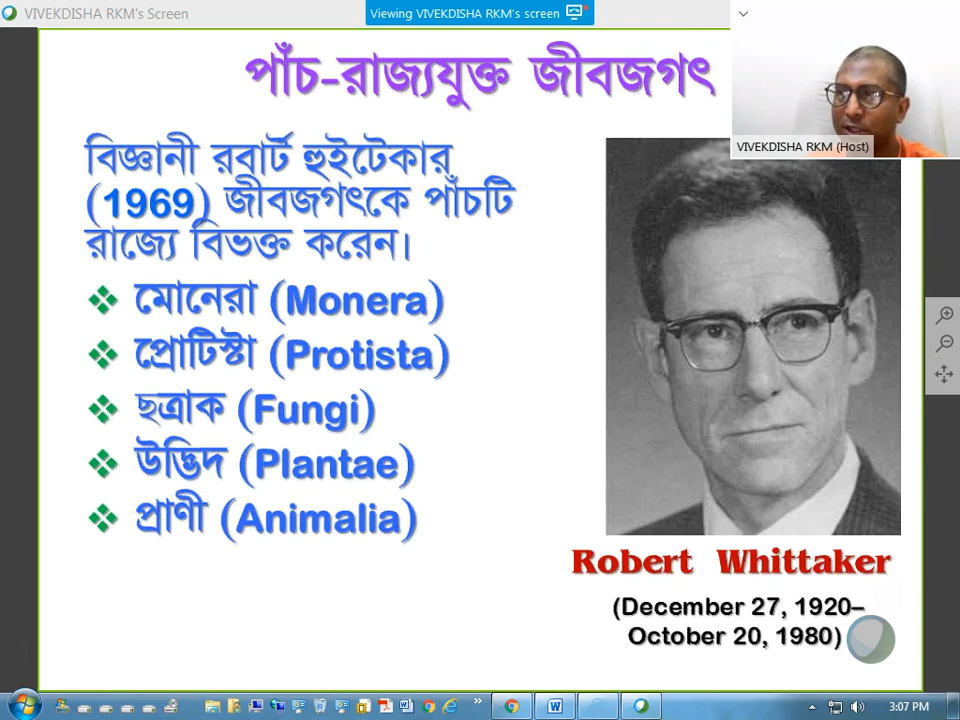 VIVEKDISHA RKM's Screen
Viewing VIVEKDISHA RKM's screen
পাঁচ-রাজ্যযুক্ত জীবজগৎ
VIVEKDISHA RKM (Host)
বিজ্ঞানী রবার্ট হুইটেকার
(1969) জীবজগৎকে পাঁচটি
রাজ্যে বিভক্ত করেন।
মোনেরা (Monera)
প্রোটিস্টা (Protista)
ছত্রাক (Fungi)
উদ্ভিদ (Plantae)
প্রাণী (Animalia)
Robert Whittaker
(December 27, 1920–
October 20, 1980)
3:07 PM